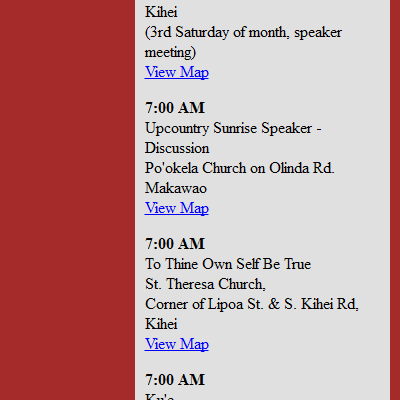 Kihei
(3rd Saturday of month, speaker
meeting)
View Map
7:00 AM
Upcountry Sunrise Speaker -
Discussion
Po'okela Church on Olinda Rd.
Makawao
View Map
7:00 AM
To Thine Own Self Be True
St. Theresa Church,
Corner of Lipoa St. & S. Kihei Rd,
Kihei
View Map
7:00 AM